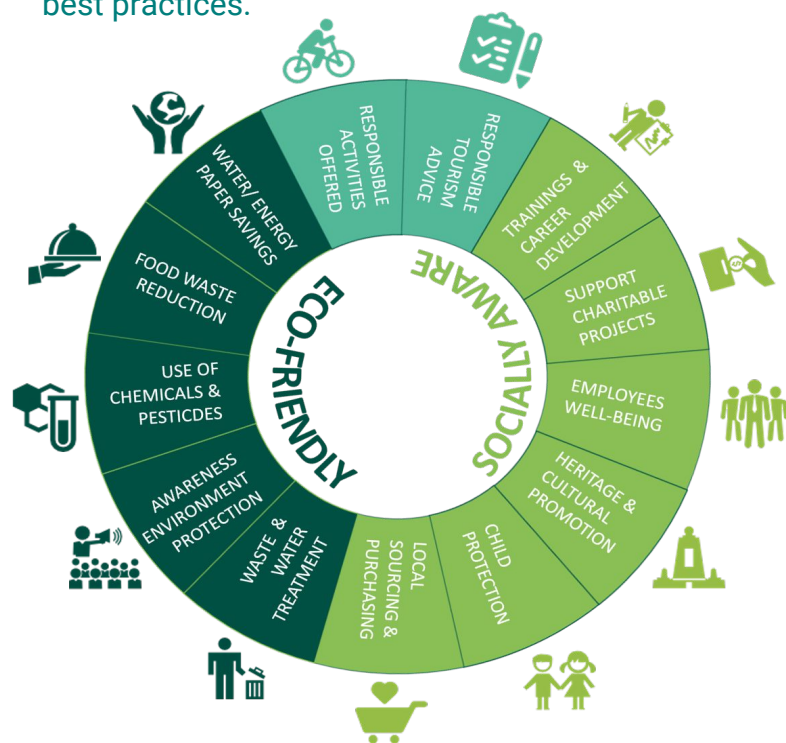 best practices.
RESPONSIBLE
ACTIVITIES
OFFERED
RESPONSIBLE
TOURISM
ADVICE
TRAININGS &
CAREER
DEVELOPMENT
SUPPORT
CHARITABLE
PROJECTS
EMPLOYEES
WELL-BEING
HERITAGE &
CULTURAL
PROMOTION
CHILD
PROTECTION
LOCAL
SOURCING &
PURCHASING
WASTE &
WATER
TREATMENT
AWARENESS
ENVIRONMENT
PROTECTION
USE OF
CHEMICALS &
PESTICDES
FOOD WASTE
REDUCTION
WATER/ ENERGY
PAPER SAVINGS
ECO-FRIENDLY
SOCIALLY AWARE